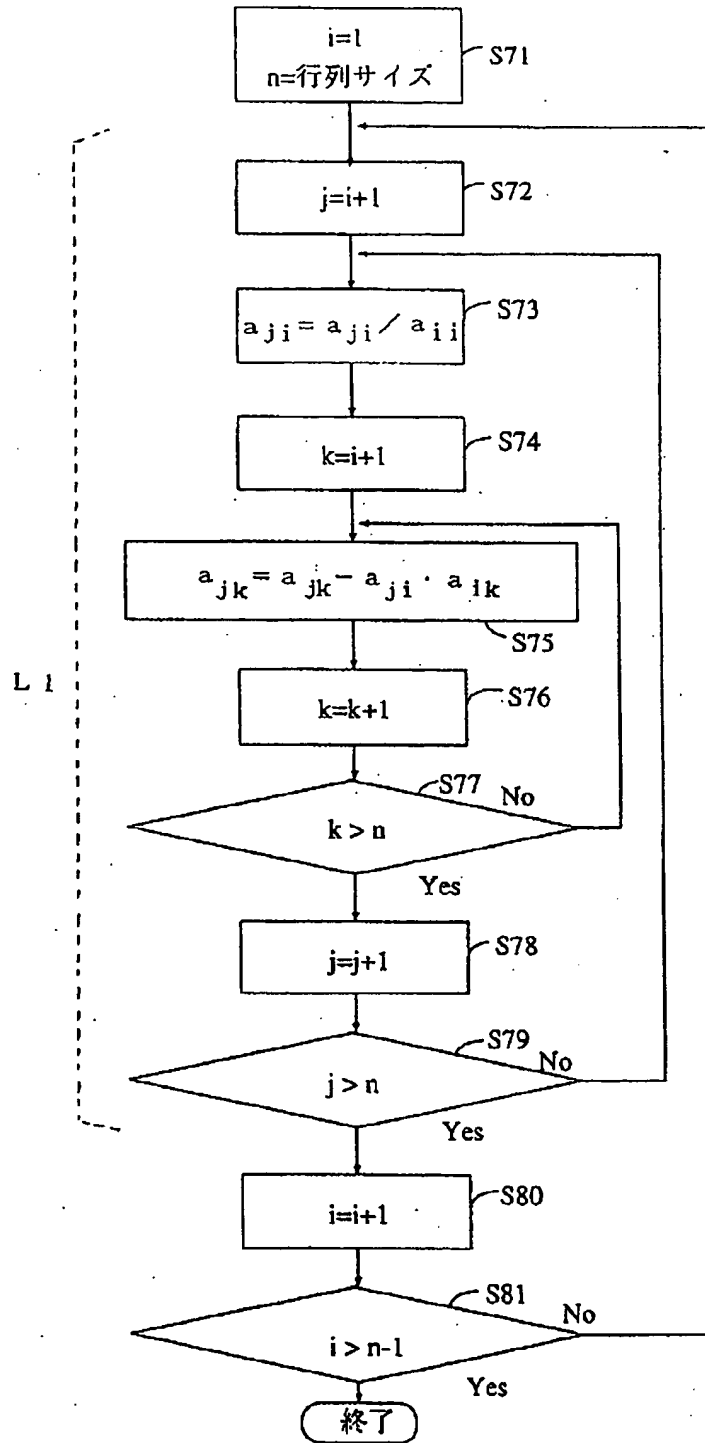 i=1
n=行列サイズ
S71
j=i+1
S72
a_ji = a_ji / a_ii
S73
k=i+1
S74
a_jk = a_jk - a_ji · a_ik
S75
L 1
k=k+1
S76
S77
No
k > n
Yes
j=j+1
S78
S79
No
j > n
Yes
i=i+1
S80
S81
No
i > n-1
Yes
終了